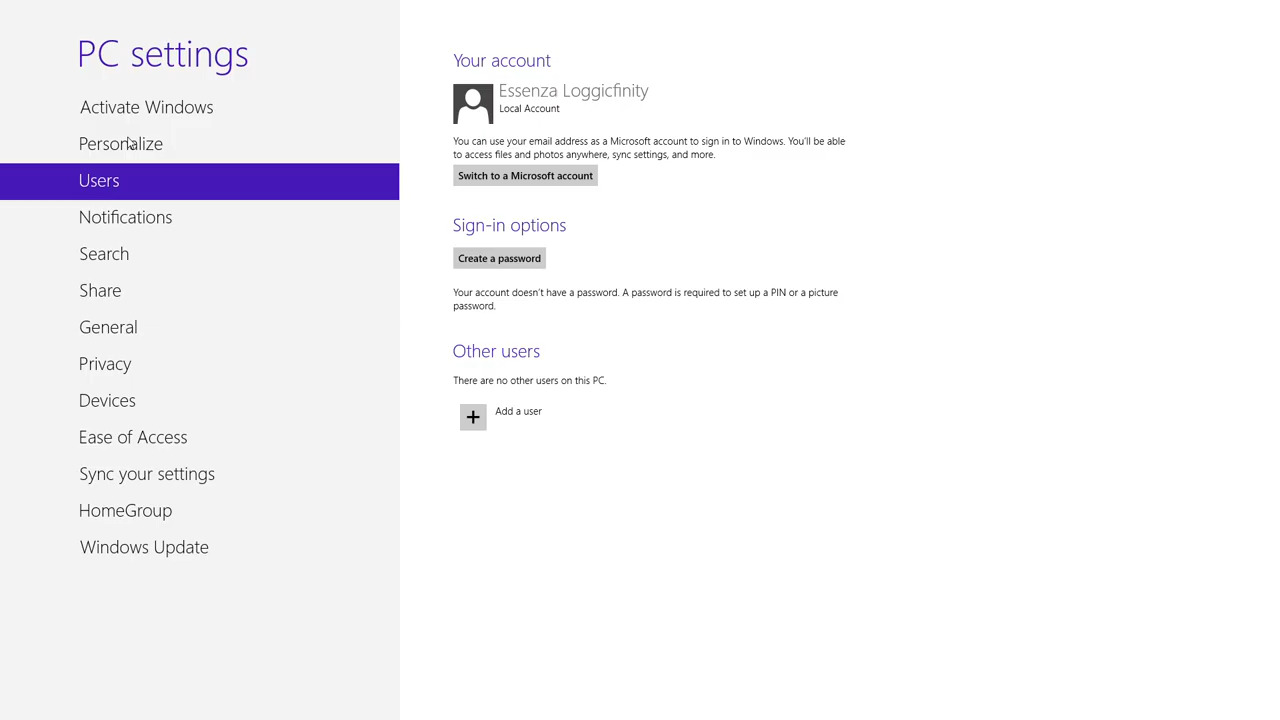 PC settings
Activate Windows
Personalize
Users
Notifications
Search
Share
General
Privacy
Devices
Ease of Access
Sync your settings
HomeGroup
Windows Update
Your account
Essenza Loggicfinity
Local Account
You can use your email address as a Microsoft account to sign in to Windows. You'll be able
to access files and photos anywhere, sync settings, and more.
Switch to a Microsoft account
Sign-in options
Create a password
Your account doesn't have a password. A password is required to set up a PIN or a picture
password.
Other users
There are no other users on this PC.
+ Add a user